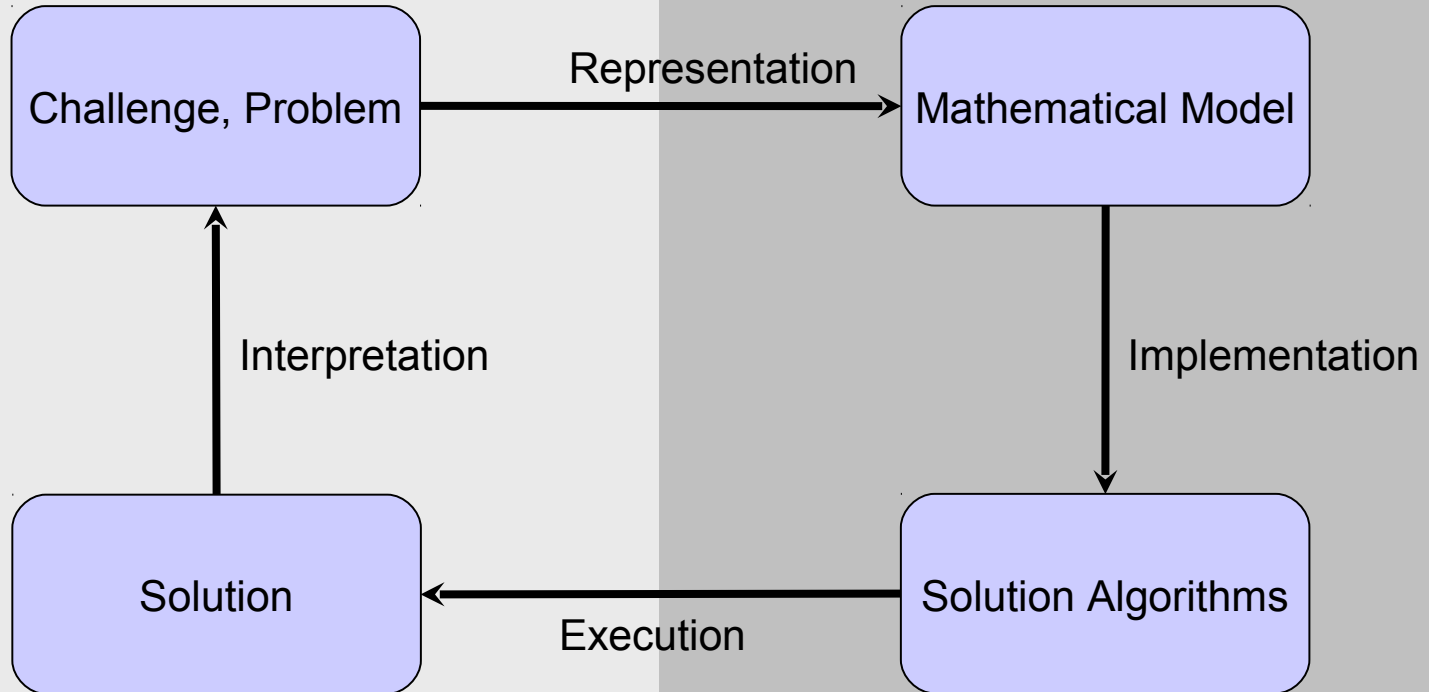 Challenge, Problem
Representation
Mathematical Model
Interpretation
Implementation
Solution
Execution
Solution Algorithms